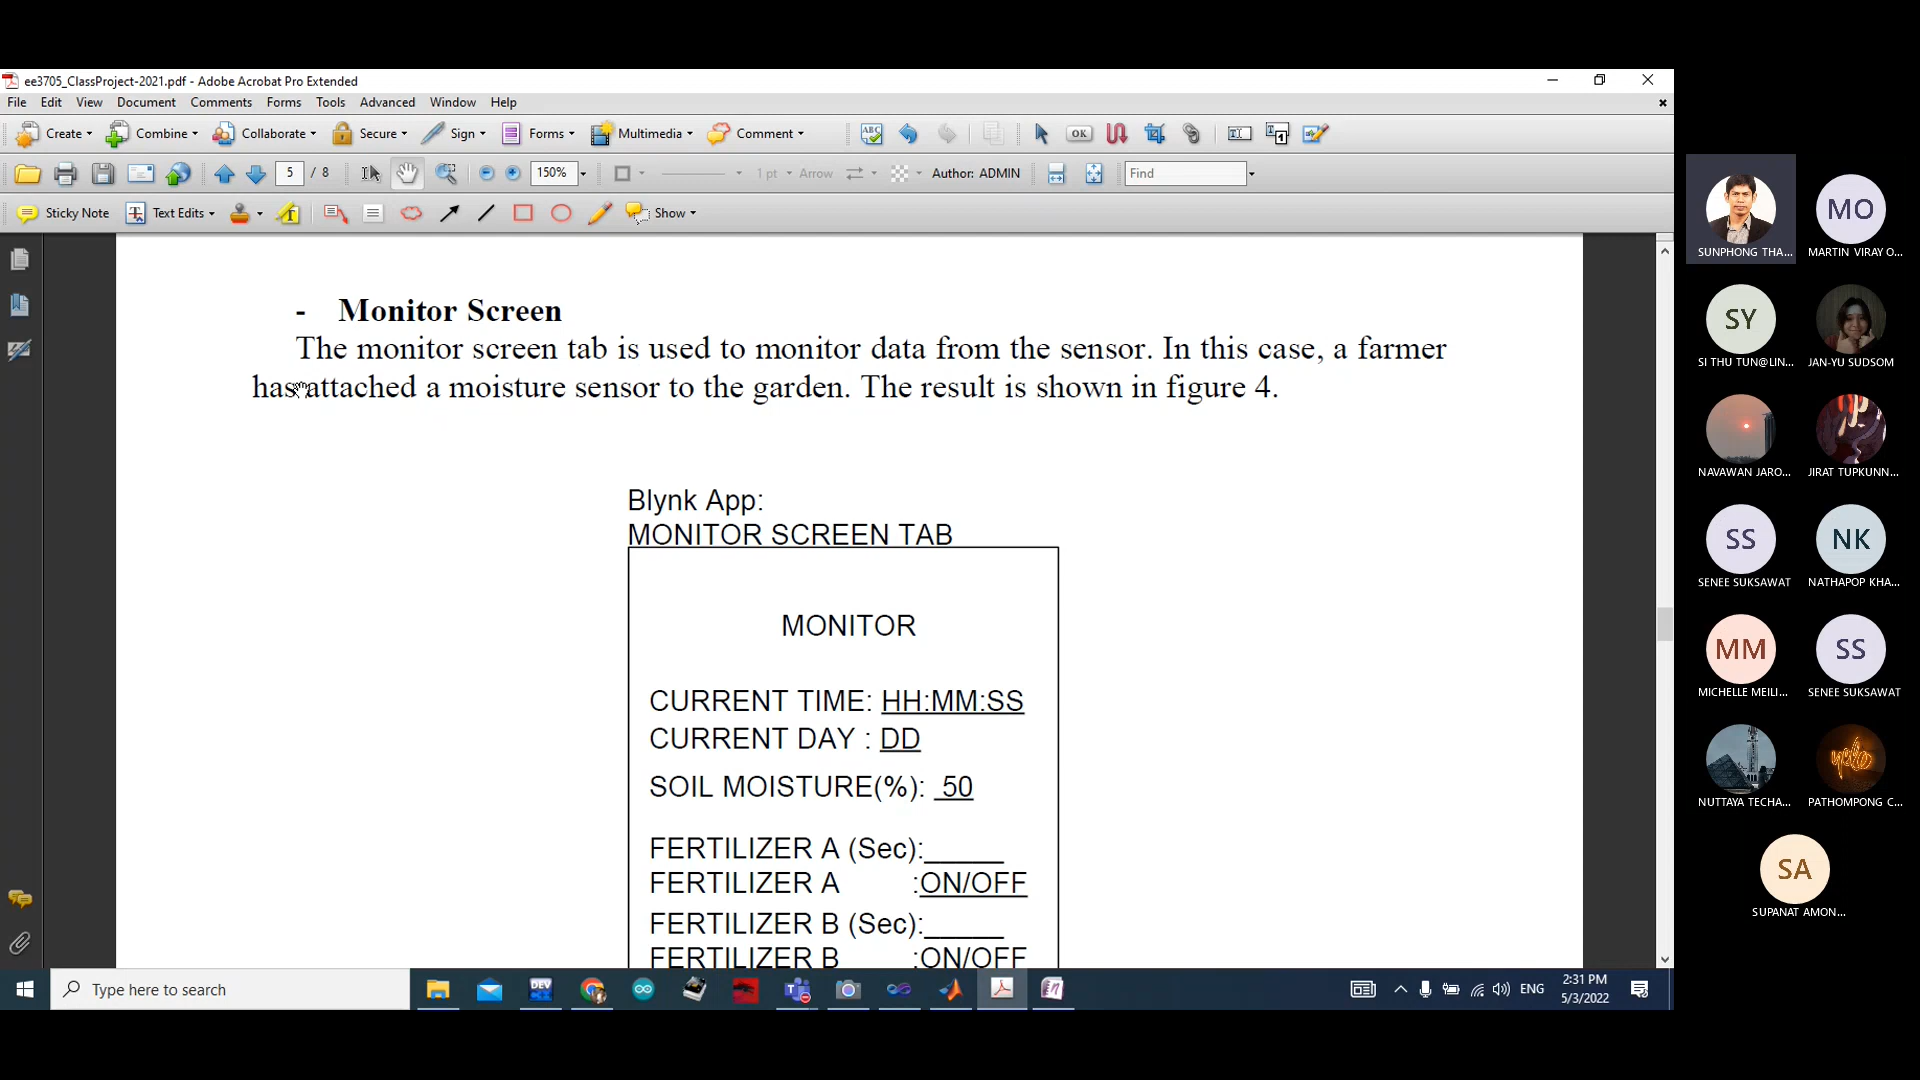 ee3705_ClassProject-2021.pdf - Adobe Acrobat Pro Extended
File Edit View Document Comments Forms Tools Advanced Window Help
Create Combine Collaborate Secure Sign Forms Multimedia Comment ABC OK
5 / 8 150% 1 pt Arrow Author: ADMIN Find
Sticky Note Text Edits Show
- Monitor Screen
The monitor screen tab is used to monitor data from the sensor. In this case, a farmer
has attached a moisture sensor to the garden. The result is shown in figure 4.
Blynk App:
MONITOR SCREEN TAB
MONITOR
CURRENT TIME: HH:MM:SS
CURRENT DAY : DD
SOIL MOISTURE(%): 50
FERTILIZER A (Sec):_____
FERTILIZER A :ON/OFF
FERTILIZER B (Sec):_____
FERTILIZER B :ON/OFF
SUNPHONG THA...
MO
MARTIN VIRAY O...
SY
SI THU TUN@LIN...
JAN-YU SUDSOM
NAVAWAN JARO...
JIRAT TUPKUNN...
SS
SENEE SUKSAWAT
NK
NATHAPOP KHA...
MM
MICHELLE MEILI...
SS
SENEE SUKSAWAT
NUTTAYA TECHA...
yolo
PATHOMPONG C...
SA
SUPANAT AMON...
Type here to search
DEV
ENG
2:31 PM
5/3/2022